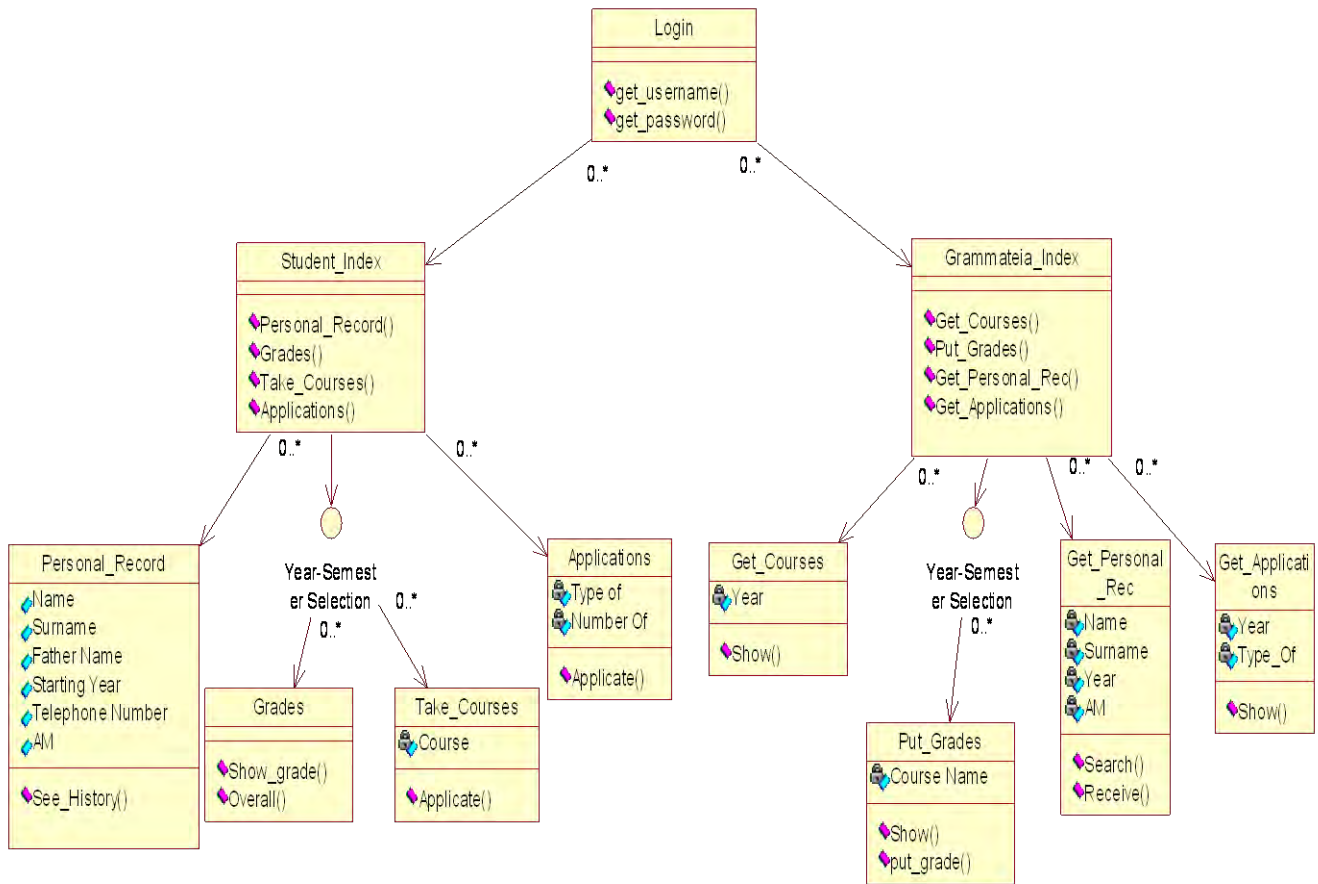 Login
get_username()
get_password()
0..*
0..*
Student_Index
Personal_Record()
Grades()
Take_Courses()
Applications()
Grammateia_Index
Get_Courses()
Put_Grades()
Get_Personal_Rec()
Get_Applications()
0..*
0..*
0..*
0..*
0..*
Personal_Record
Name
Surname
Father Name
Starting Year
Telephone Number
AM
See_History()
Year-Semest
er Selection
0..*
0..*
Grades
Show_grade()
Overall()
Take_Courses
Course
Applicate()
Applications
Type of
Number Of
Applicate()
Get_Courses
Year
Show()
Year-Semest
er Selection
0..*
Put_Grades
Course Name
Show()
put_grade()
Get_Personal
_Rec
Name
Surname
Year
AM
Search()
Receive()
Get_Applicati
ons
Year
Type_Of
Show()